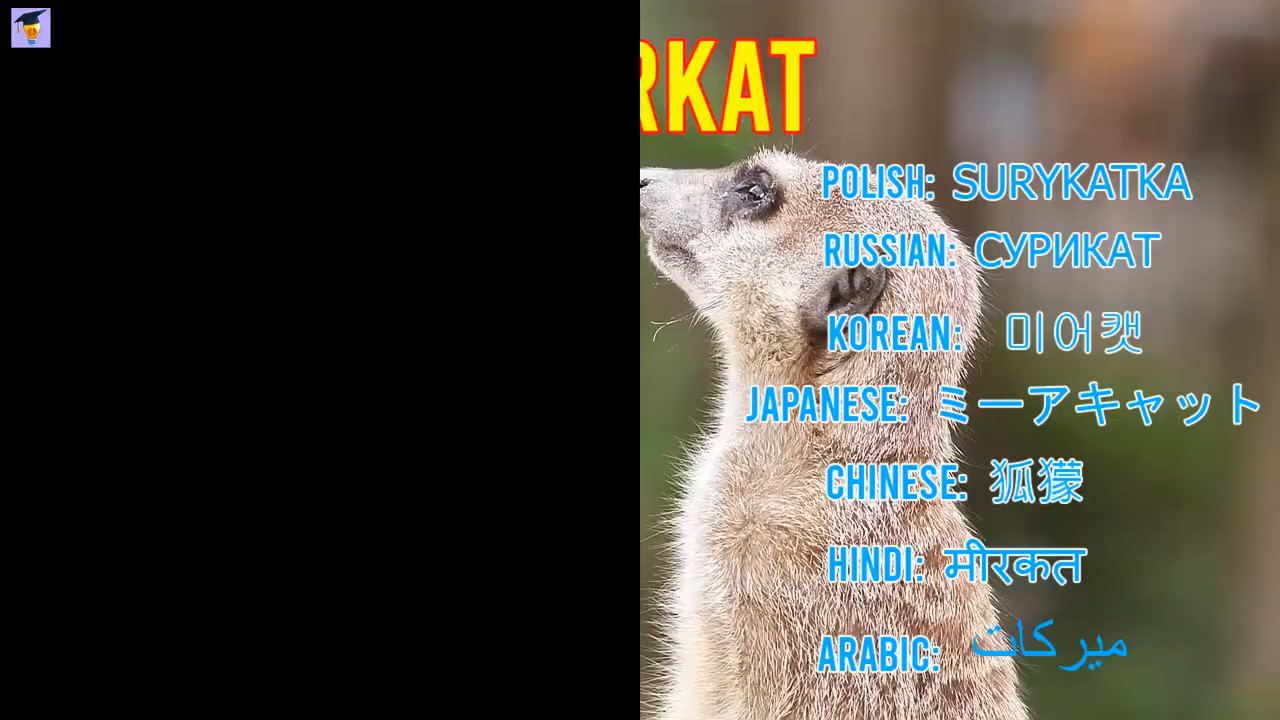 RKAT
POLISH: SURYKATKA
RUSSIAN: СУРИКАТ
KOREAN: 미어캣
JAPANESE: ミーアキャット
CHINESE: 狐獴
HINDI: मीरकत
ARABIC: ميركات